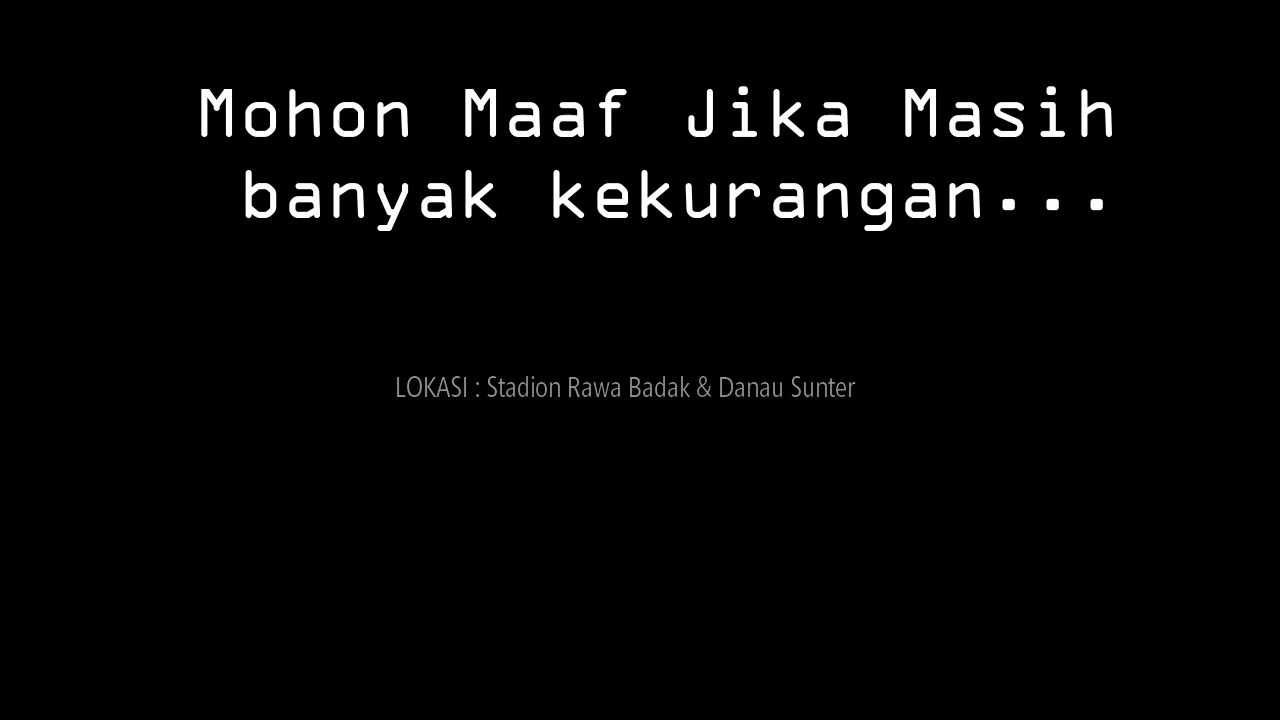 Mohon Maaf Jika Masih
banyak kekurangan...
LOKASI : Stadion Rawa Badak & Danau Sunter